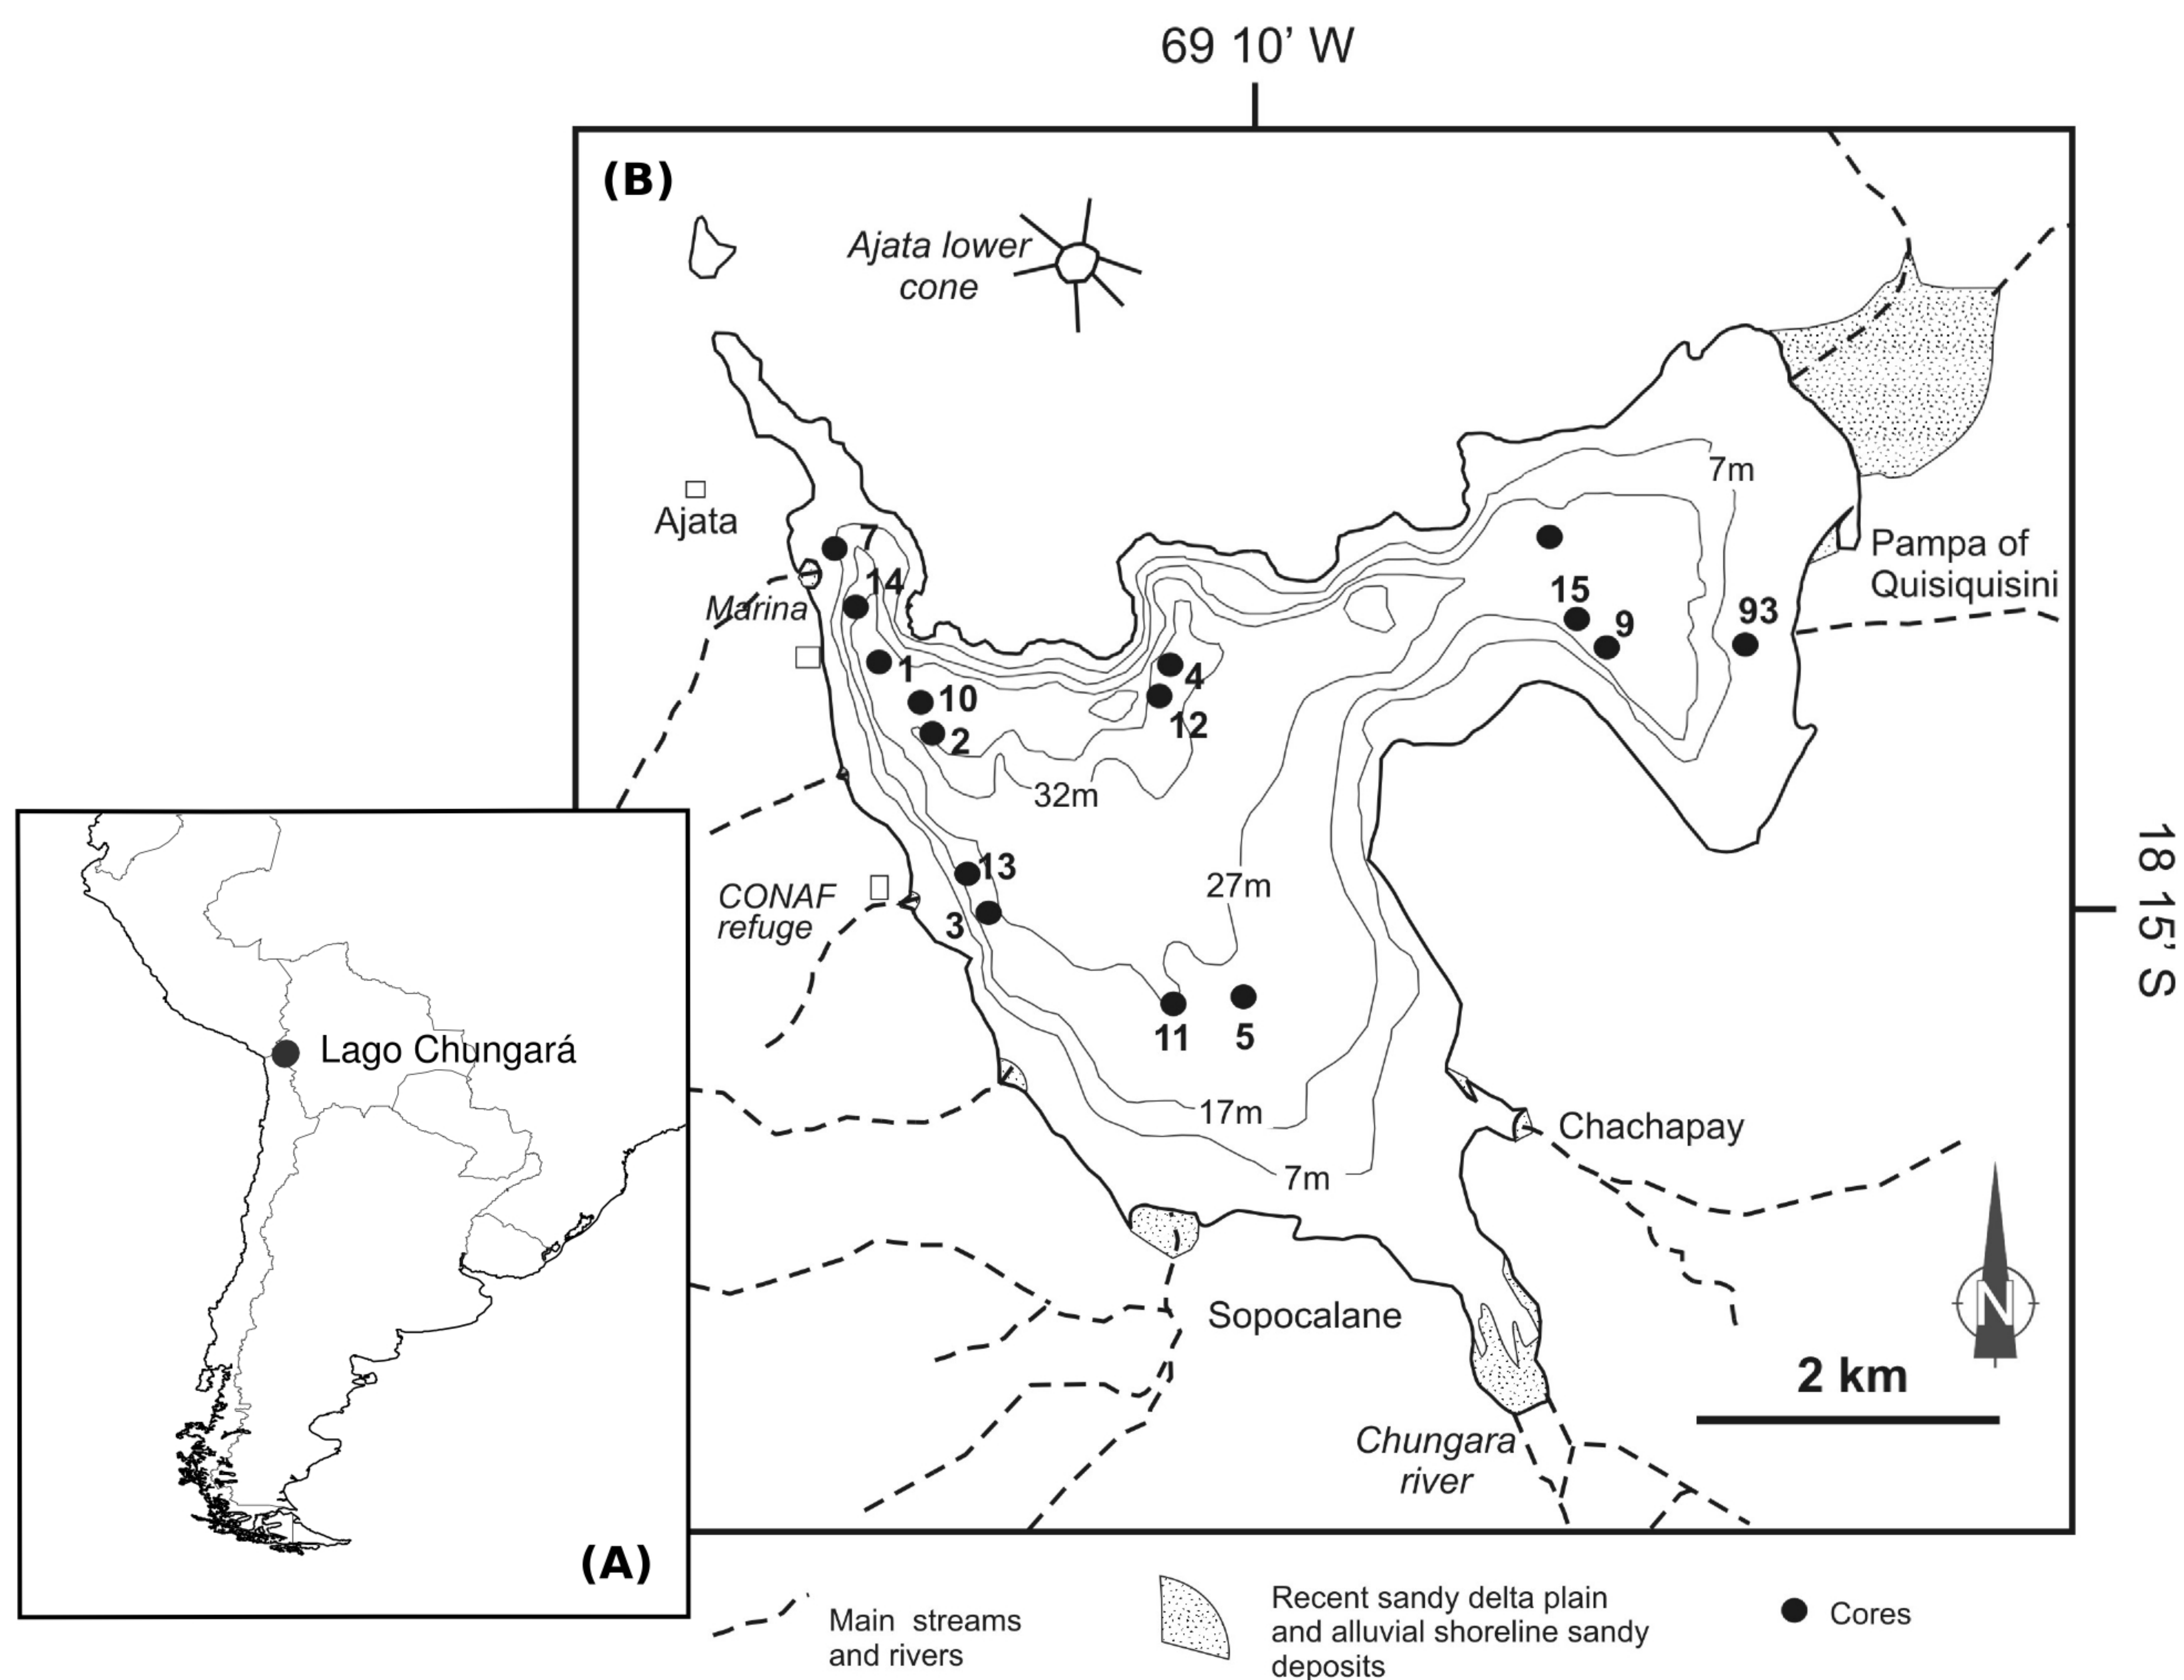 69 10’ W
(B)
Ajata lower
cone
7m
Ajata
7
Pampa of
Quisiquisini
14
Marina
15
93
9
1
4
10
12
2
32m
18 15’ S
13
CONAF
refuge
27m
3
11
5
Lago Chungará
17m
Chachapay
7m
Sopocalane
N
2 km
Chungara
river
(A)
Main streams
and rivers
Recent sandy delta plain
and alluvial shoreline sandy
deposits
Cores